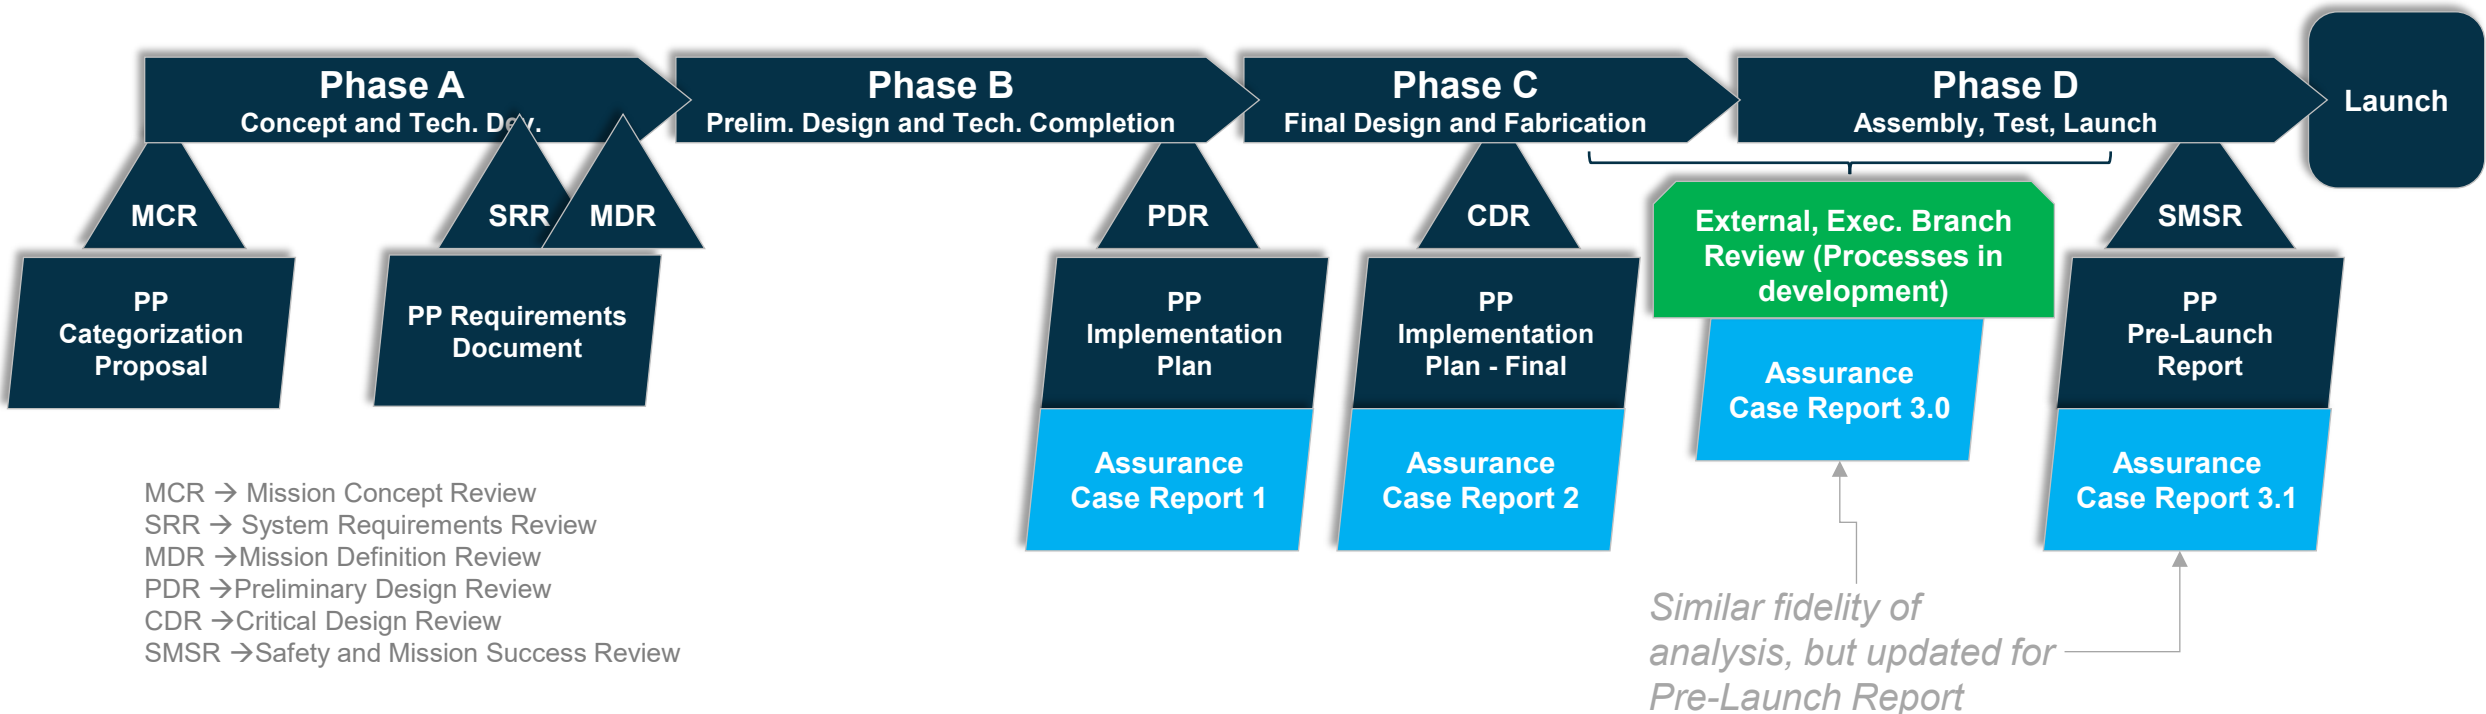 Phase A
Concept and Tech. Dev.
Phase B
Prelim. Design and Tech. Completion
Phase C
Final Design and Fabrication
Phase D
Assembly, Test, Launch
Launch
MCR
SRR
MDR
PDR
CDR
SMSR
PP
Categorization
Proposal
PP Requirements
Document
PP
Implementation
Plan
Assurance
Case Report 1
PP
Implementation
Plan - Final
Assurance
Case Report 2
External, Exec. Branch
Review (Processes in
development)
Assurance
Case Report 3.0
PP
Pre-Launch
Report
Assurance
Case Report 3.1
MCR → Mission Concept Review
SRR → System Requirements Review
MDR →Mission Definition Review
PDR →Preliminary Design Review
CDR →Critical Design Review
SMSR →Safety and Mission Success Review
Similar fidelity of
analysis, but updated for
Pre-Launch Report